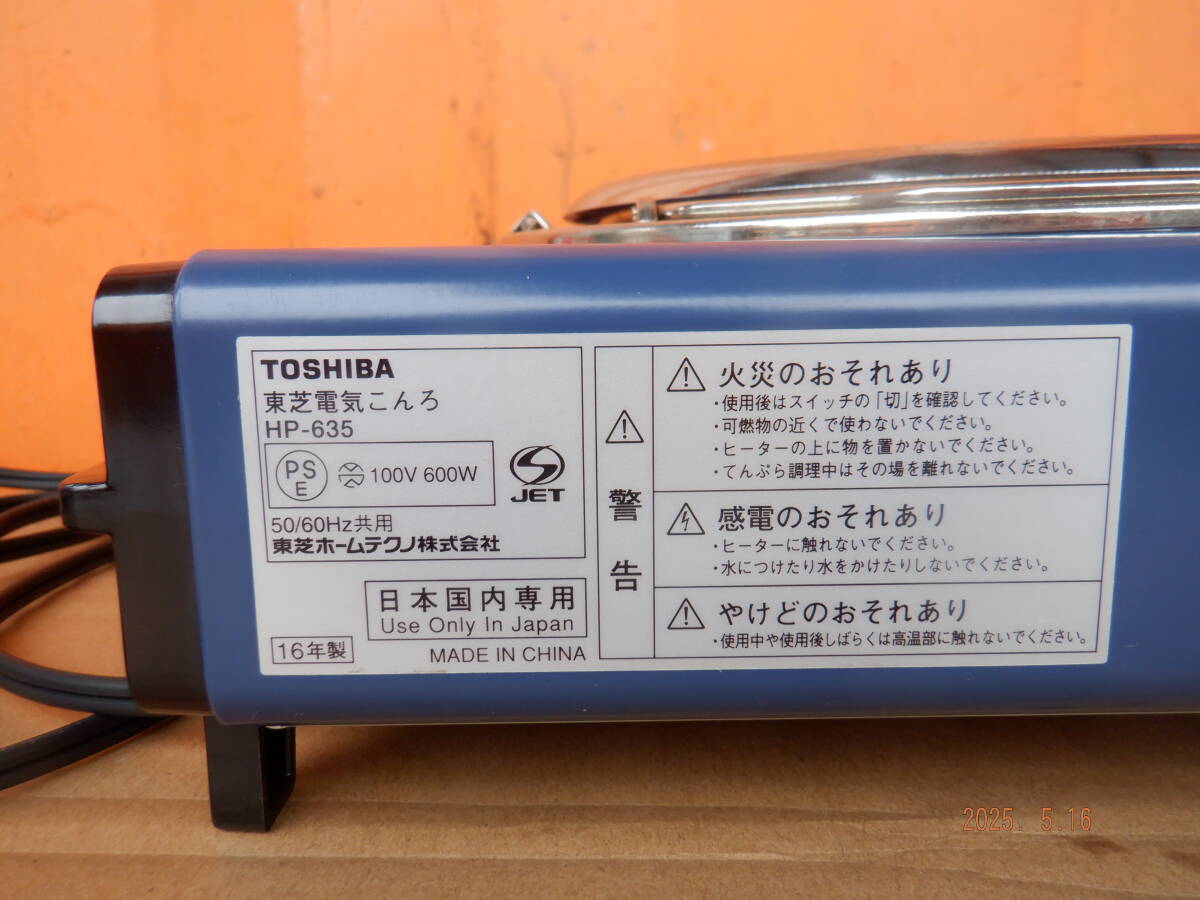 TOSHIBA
東芝電気こんろ
HP-635
PS
E
100V 600W
JET
50/60Hz共用
東芝ホームテクノ株式会社
日本国内専用
Use Only In Japan
16年製
MADE IN CHINA
警告
火災のおそれあり
・使用後はスイッチの「切」を確認してください。
・可燃物の近くで使わないでください。
・ヒーターの上に物を置かないでください。
・てんぷら調理中はその場を離れないでください。
感電のおそれあり
・ヒーターに触れないでください。
・水につけたり水をかけたりしないでください。
やけどのおそれあり
・使用中や使用後しばらくは高温部に触れないでください。
2025. 5.16